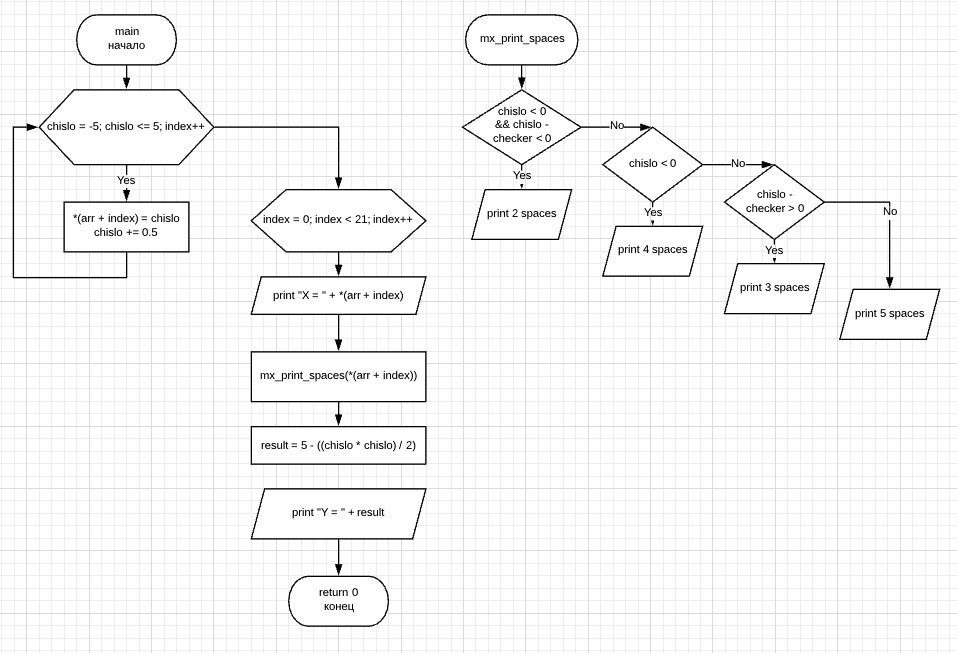 main
начало
chislo = -5; chislo <= 5; index++
Yes
*(arr + index) = chislo
chislo += 0.5
index = 0; index < 21; index++
print "X = " + *(arr + index)
mx_print_spaces(*(arr + index))
result = 5 - ((chislo * chislo) / 2)
print "Y = " + result
return 0
конец
mx_print_spaces
chislo < 0
&& chislo -
checker < 0
No
Yes
print 2 spaces
chislo < 0
No
Yes
print 4 spaces
chislo -
checker > 0
No
Yes
print 3 spaces
print 5 spaces